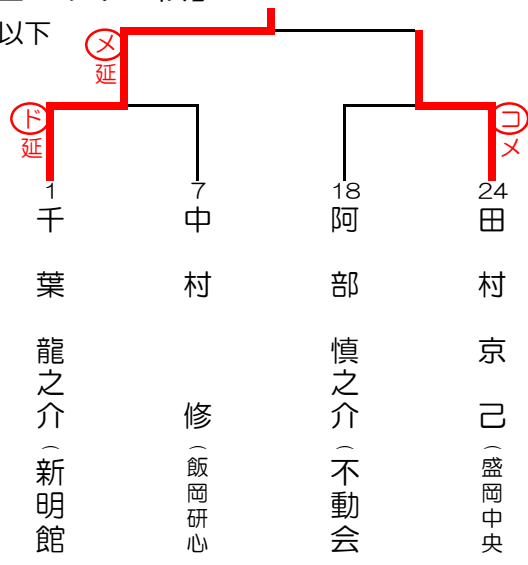 以下
メ
延
ド
延
コ
メ
1
千葉龍之介（新明館
7
中村修（飯岡研心
18
阿部慎之介（不動会
24
田村京己（盛岡中央